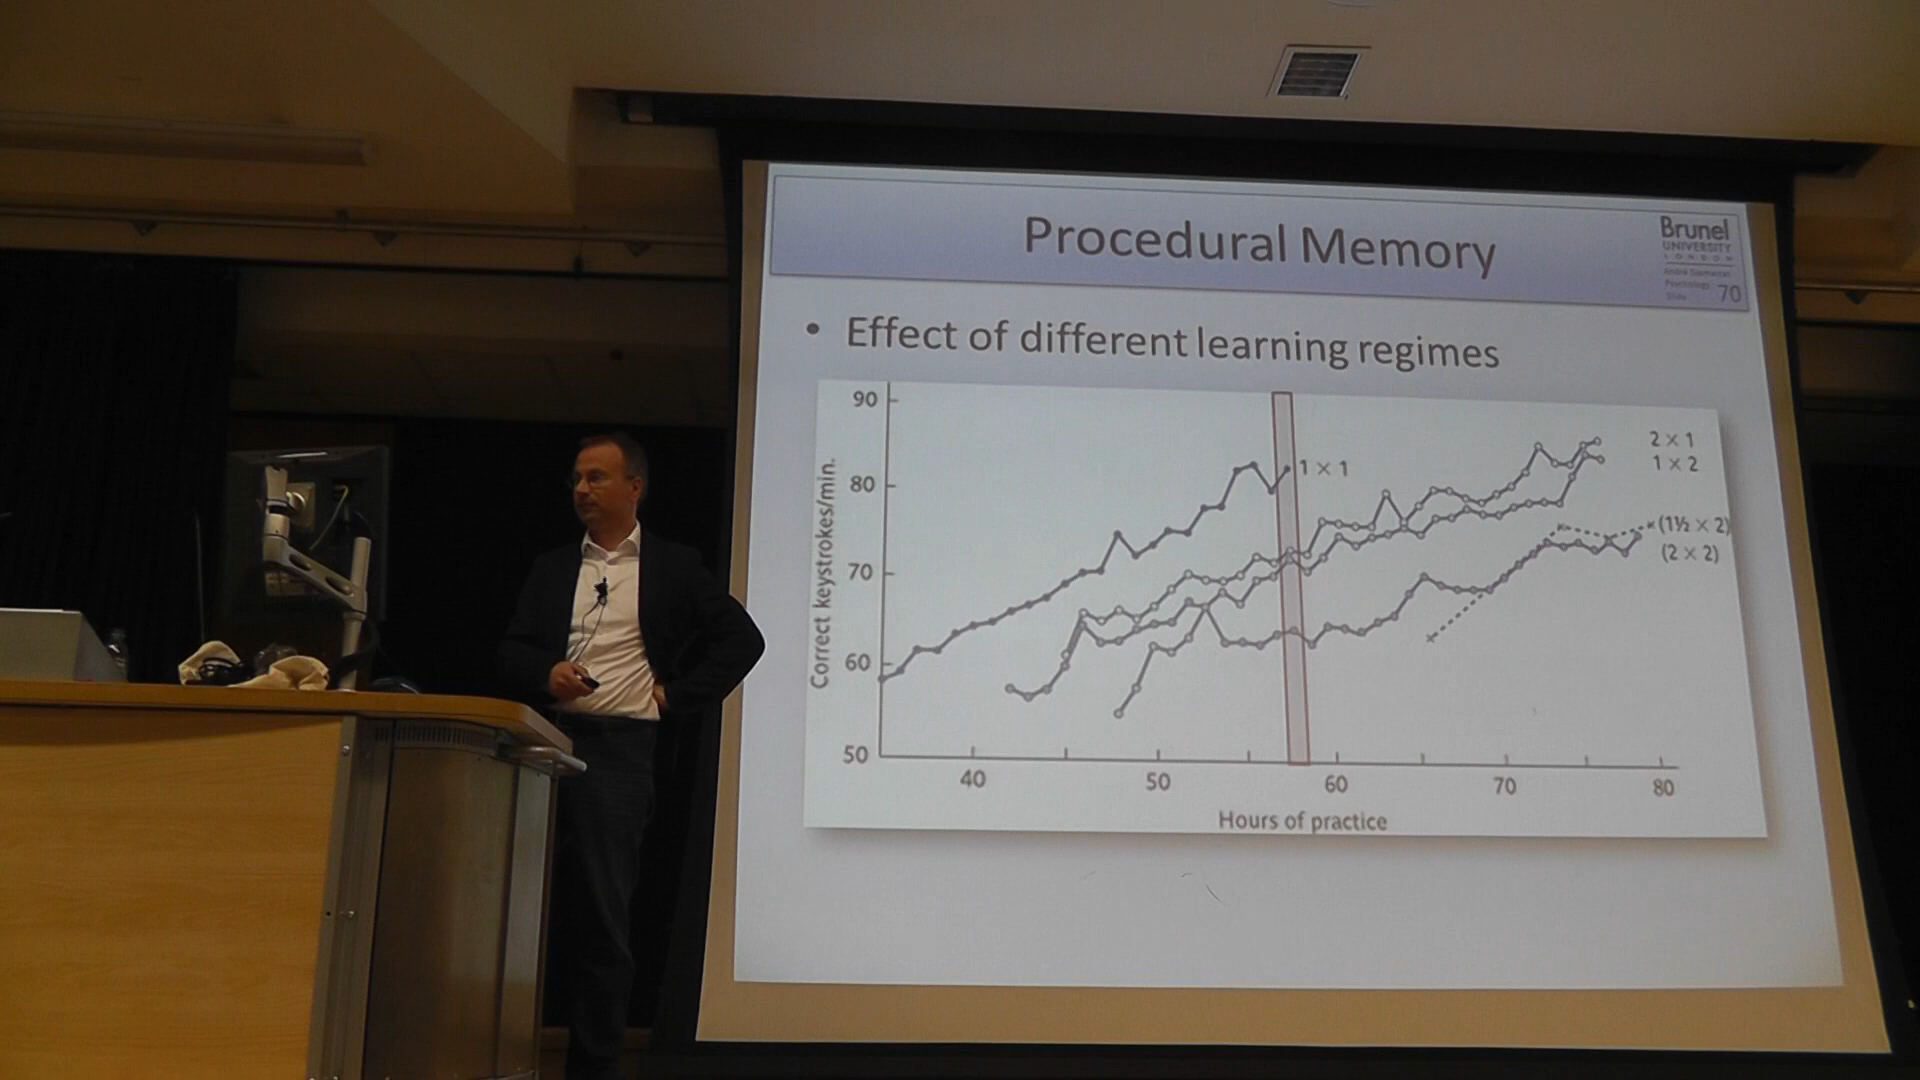 Procedural Memory
Brunel
UNIVERSITY
LONDON
Psychology
Slide 70
• Effect of different learning regimes
90
80
70
60
50
Correct keystrokes/min.
1 × 1
2 × 1
1 × 2
(1½ × 2)
(2 × 2)
40 50 60 70 80
Hours of practice